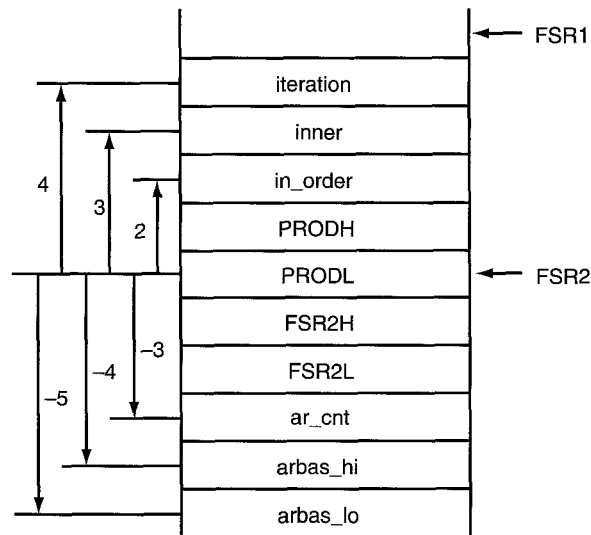 FSR1
iteration
inner
in_order
4
3
2
PRODH
PRODL
FSR2
FSR2H
–3
–4
FSR2L
–5
ar_cnt
arbas_hi
arbas_lo